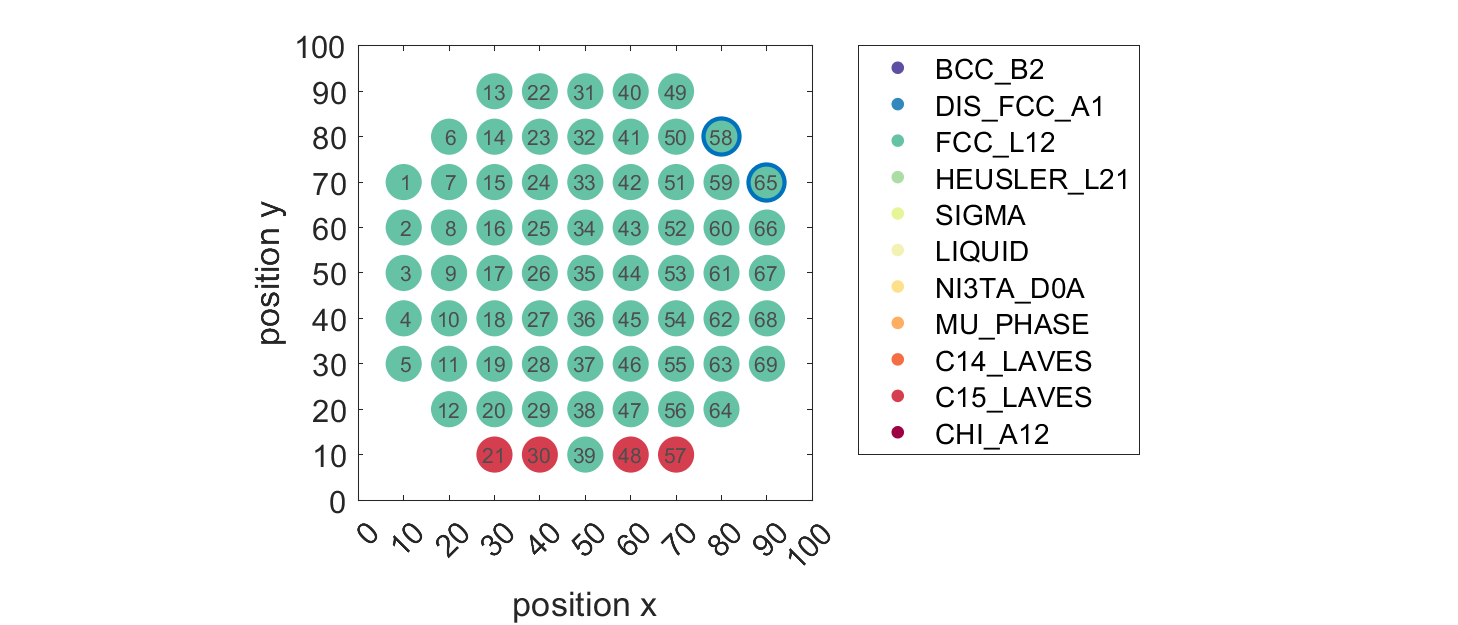 100
90
80
70
60
50
40
30
20
10
0
position y
13 22 31 40 49
6 14 23 32 41 50 58
1 7 15 24 33 42 51 59 65
2 8 16 25 34 43 52 60 66
3 9 17 26 35 44 53 61 67
4 10 18 27 36 45 54 62 68
5 11 19 28 37 46 55 63 69
12 20 29 38 47 56 64
21 30 39 48 57
0 10 20 30 40 50 60 70 80 90 100
position x
BCC_B2
DIS_FCC_A1
FCC_L12
HEUSLER_L21
SIGMA
LIQUID
NI3TA_D0A
MU_PHASE
C14_LAVES
C15_LAVES
CHI_A12